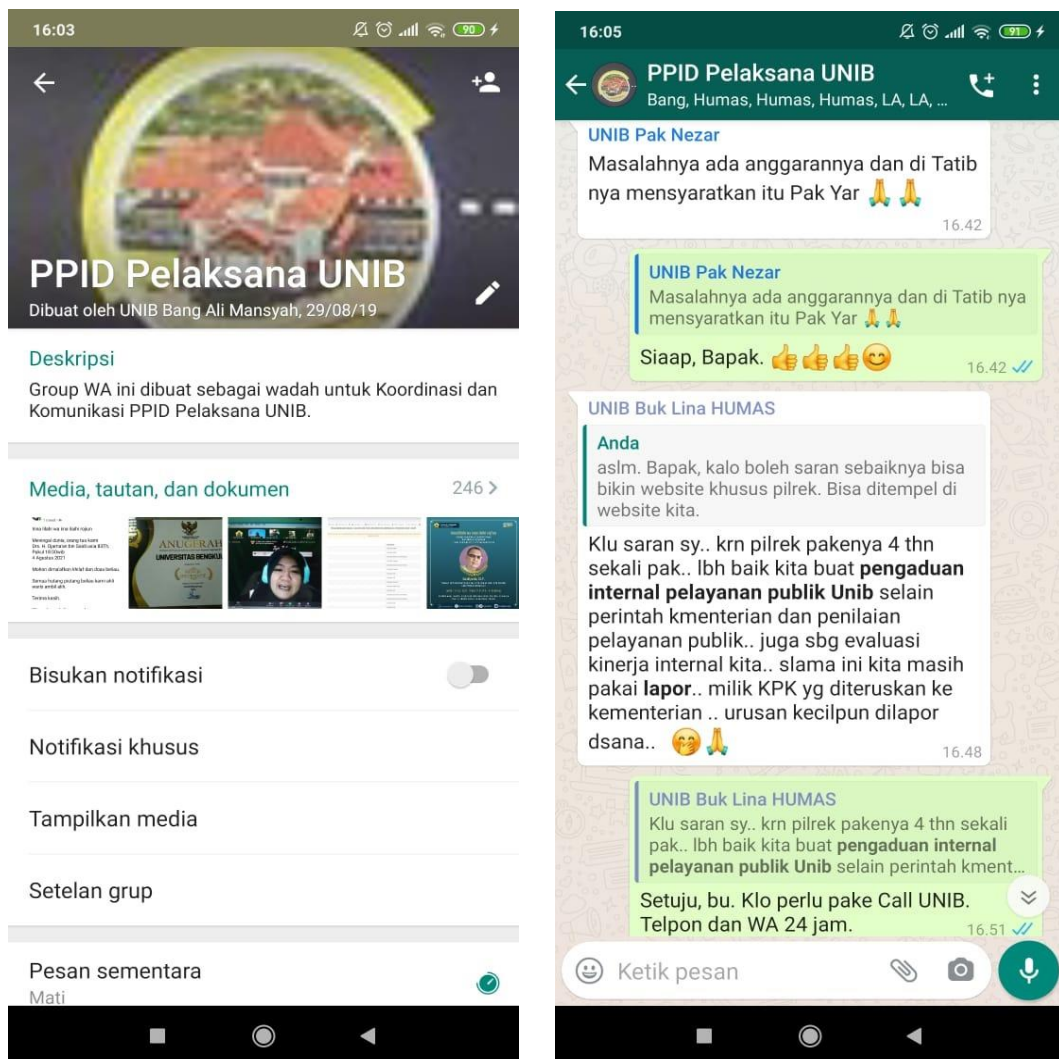 16:03
90
PPID Pelaksana UNIB
Dibuat oleh UNIB Bang Ali Mansyah, 29/08/19
Deskripsi
Group WA ini dibuat sebagai wadah untuk Koordinasi dan
Komunikasi PPID Pelaksana UNIB.
Media, tautan, dan dokumen
246 >
ANUGERAH
UNIVERSITAS BENGKULU
Bisukan notifikasi
Notifikasi khusus
Tampilkan media
Setelan grup
Pesan sementara
Mati
16:05
91
PPID Pelaksana UNIB
Bang, Humas, Humas, Humas, LA, LA, ...
UNIB Pak Nezar
Masalahnya ada anggarannya dan di Tatib
nya mensyaratkan itu Pak Yar 🙏 🙏
16.42
UNIB Pak Nezar
Masalahnya ada anggarannya dan di Tatib nya
mensyaratkan itu Pak Yar 🙏 🙏
Siaap, Bapak. 👍👍👍😊
16.42
UNIB Buk Lina HUMAS
Anda
aslm. Bapak, kalo boleh saran sebaiknya bisa
bikin website khusus pilrek. Bisa ditempel di
website kita.
Klu saran sy.. krn pilrek pakenya 4 thn
sekali pak.. lbh baik kita buat pengaduan
internal pelayanan publik Unib selain
perintah kmenterian dan penilaian
pelayanan publik.. juga sbg evaluasi
kinerja internal kita.. slama ini kita masih
pakai lapor.. milik KPK yg diteruskan ke
kementerian .. urusan kecilpun dilapor
dsana.. 🤭🙏
16.48
UNIB Buk Lina HUMAS
Klu saran sy.. krn pilrek pakenya 4 thn sekali
pak.. lbh baik kita buat pengaduan internal
pelayanan publik Unib selain perintah kment...
Setuju, bu. Klo perlu pake Call UNIB.
Telpon dan WA 24 jam.
16.51
Ketik pesan